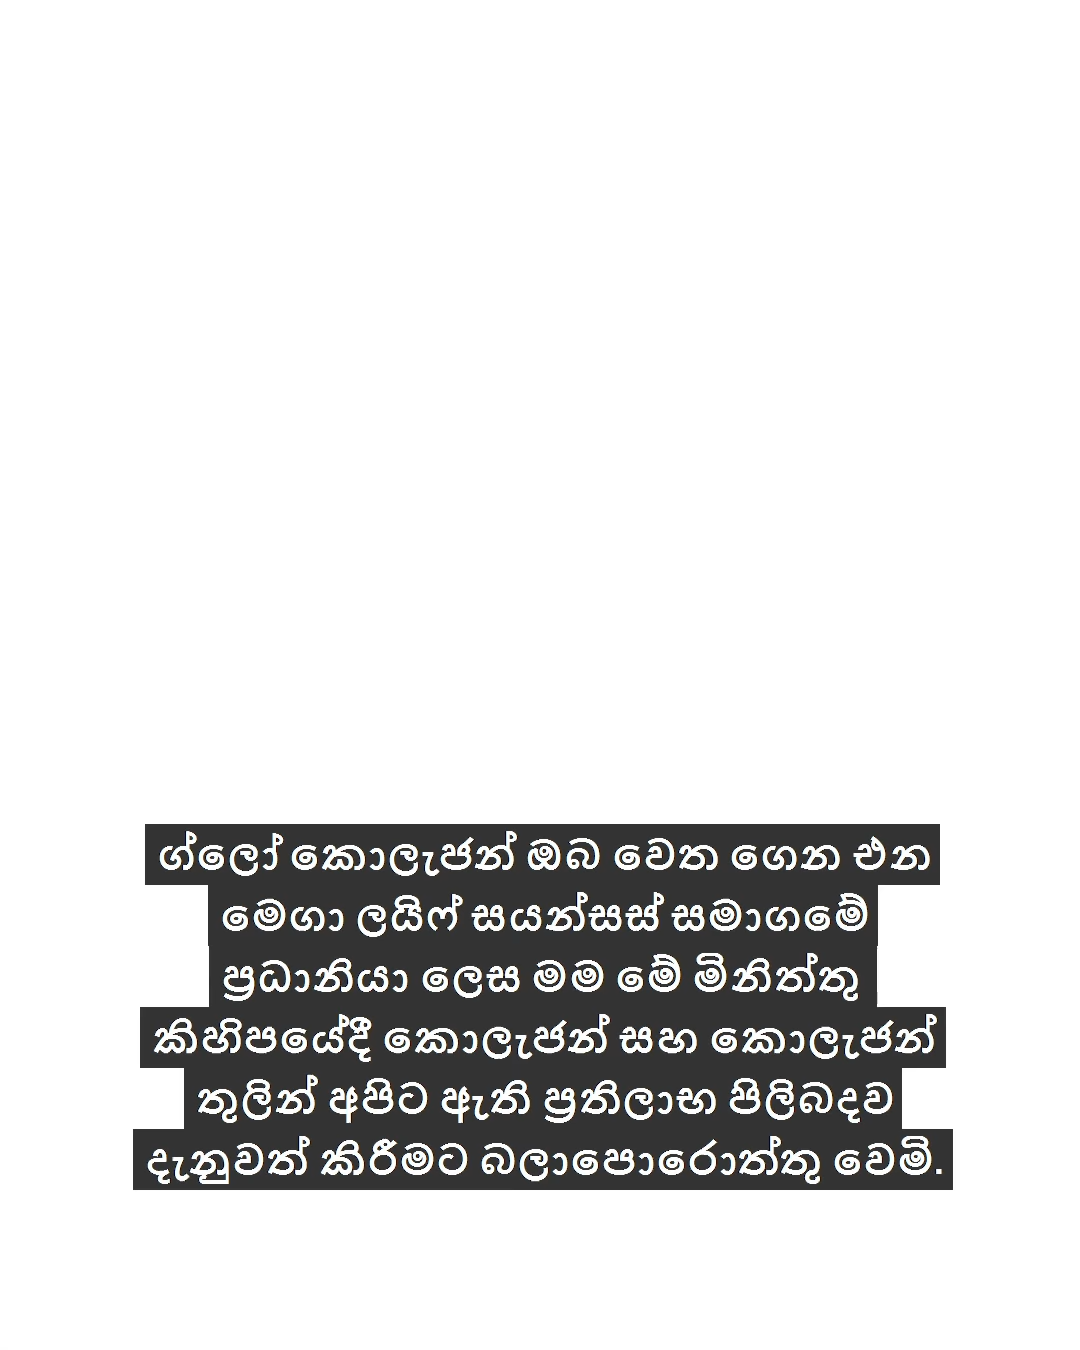 ග්ලෝ කොලැජන් ඔබ වෙත ගෙන එන
මෙගා ලයිෆ් සයන්සස් සමාගමේ
ප්‍රධානියා ලෙස මම මේ මිනිත්තු
කිහිපයේදී කොලැජන් සහ කොලැජන්
තුලින් අපිට ඇති ප්‍රතිලාභ පිලිබදව
දැනුවත් කිරීමට බලාපොරොත්තු වෙමි.